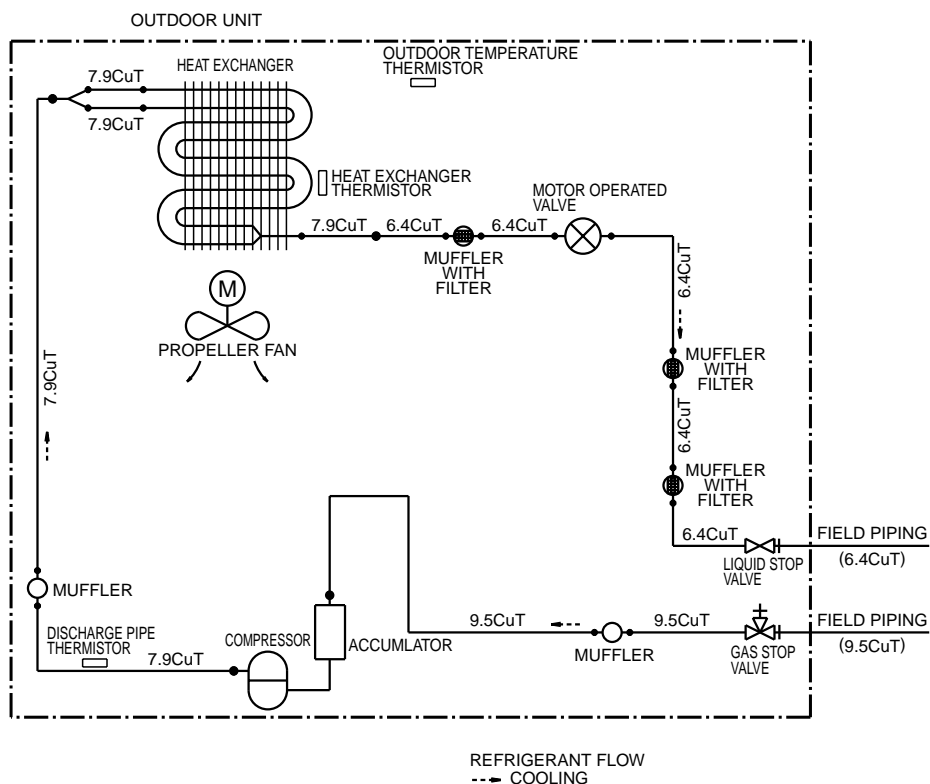 OUTDOOR UNIT
OUTDOOR TEMPERATURE
THERMISTOR
HEAT EXCHANGER
7.9CuT
7.9CuT
HEAT EXCHANGER
THERMISTOR
MOTOR OPERATED
VALVE
7.9CuT
6.4CuT
6.4CuT
MUFFLER
WITH
FILTER
6.4CuT
M
PROPELLER FAN
7.9CuT
MUFFLER
WITH
FILTER
6.4CuT
MUFFLER
WITH
FILTER
6.4CuT
LIQUID STOP
VALVE
FIELD PIPING
(6.4CuT)
MUFFLER
DISCHARGE PIPE
THERMISTOR
7.9CuT
COMPRESSOR
ACCUMLATOR
9.5CuT
MUFFLER
9.5CuT
GAS STOP
VALVE
FIELD PIPING
(9.5CuT)
REFRIGERANT FLOW
COOLING